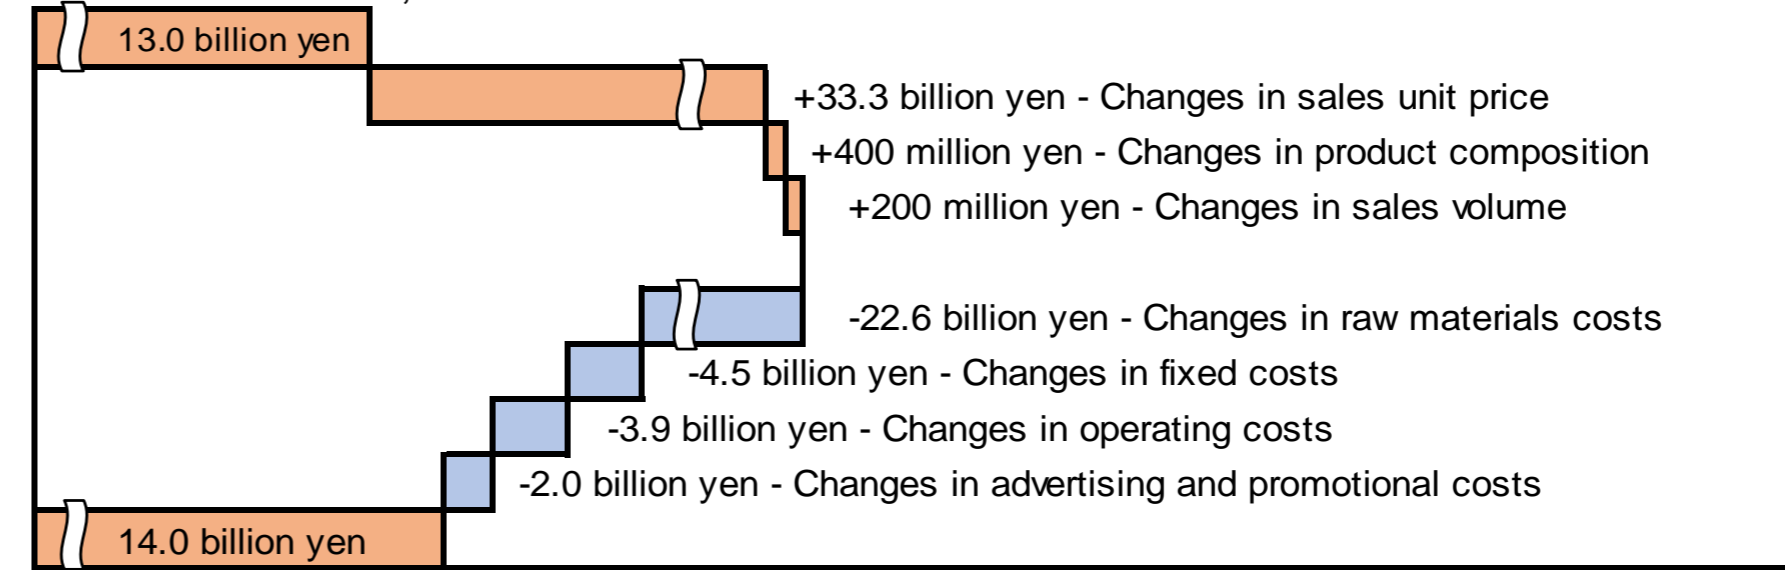 13.0 billion yen
+33.3 billion yen - Changes in sales unit price
+400 million yen - Changes in product composition
+200 million yen - Changes in sales volume
-22.6 billion yen - Changes in raw materials costs
-4.5 billion yen - Changes in fixed costs
-3.9 billion yen - Changes in operating costs
-2.0 billion yen - Changes in advertising and promotional costs
14.0 billion yen